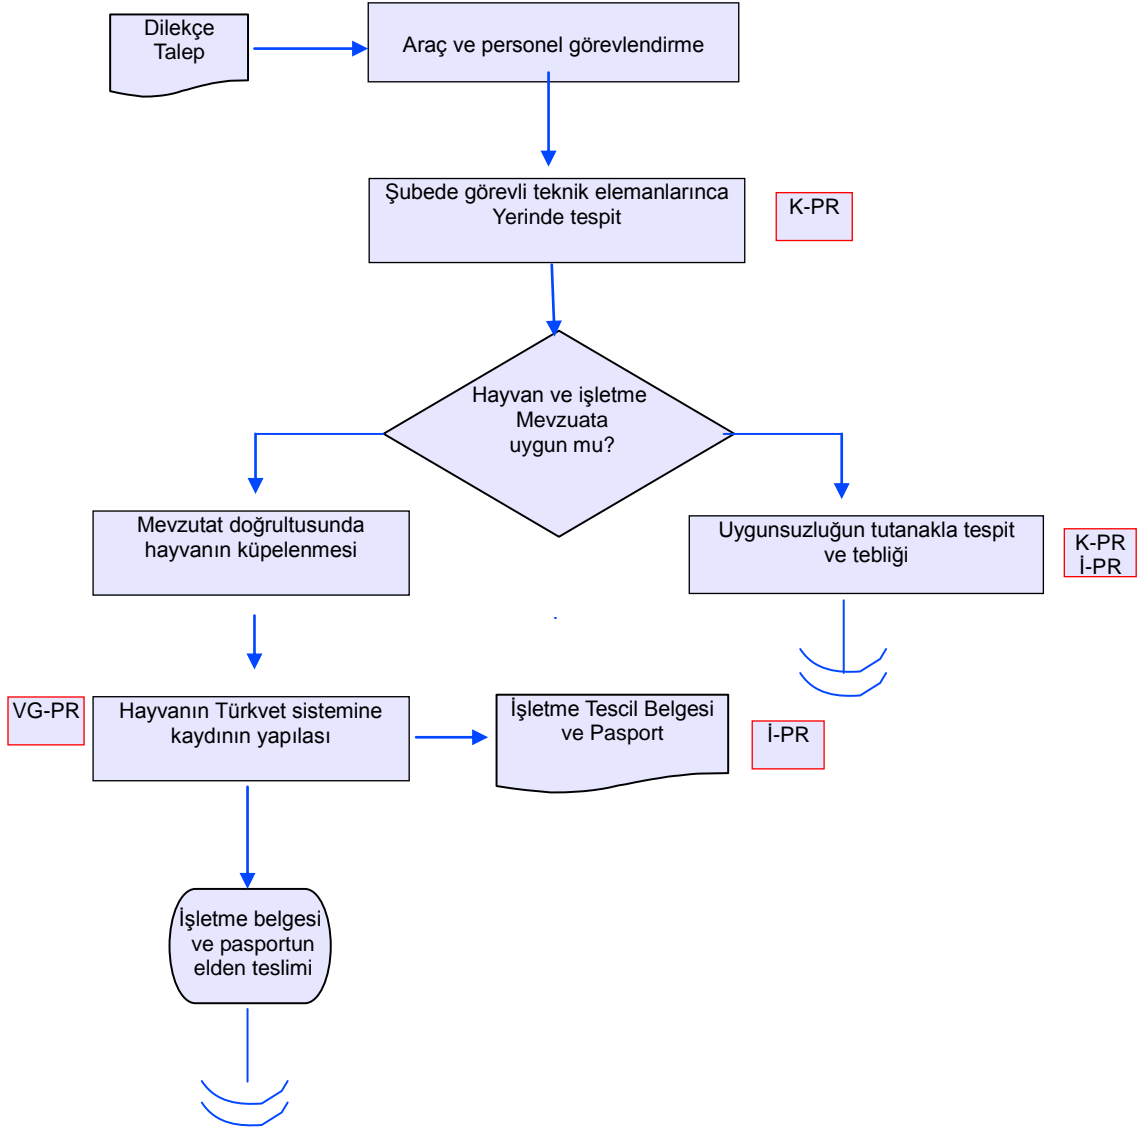 Dilekçe
Talep
Araç ve personel görevlendirme
Şubede görevli teknik elemanlarınca
Yerinde tespit
K-PR
Hayvan ve işletme
Mevzuata
uygun mu?
Mevzutat doğrultusunda
hayvanın küpelenmesi
Uygunsuzluğun tutanakla tespit
ve tebliği
K-PR
İ-PR
VG-PR
Hayvanın Türkvet sistemine
kaydının yapılası
İşletme Tescil Belgesi
ve Pasport
İ-PR
İşletme belgesi
ve pasportun
elden teslimi